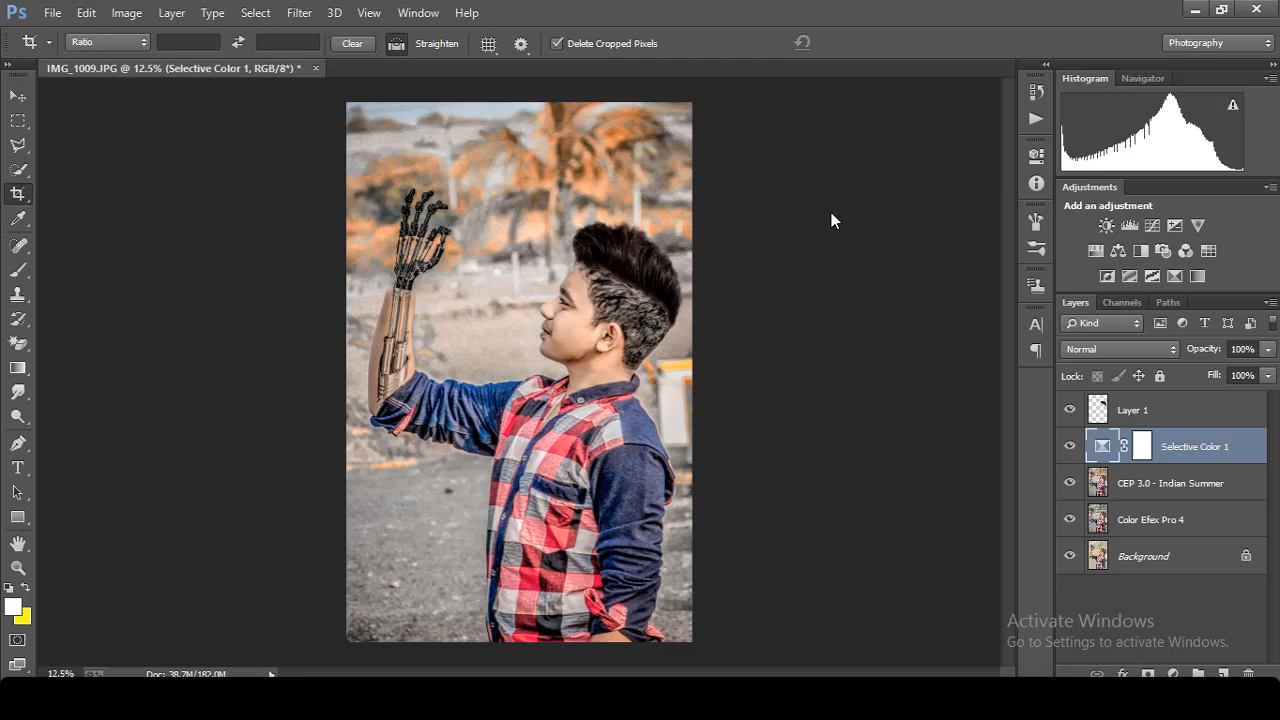 Ps File Edit Image Layer Type Select Filter 3D View Window Help
Ratio Clear Straighten Delete Cropped Pixels Photography
IMG_1009.JPG @ 12.5% (Selective Color 1, RGB/8*) * ×
Histogram Navigator
Adjustments
Add an adjustment
Layers Channels Paths
Kind
Normal Opacity: 100%
Lock: Fill: 100%
Layer 1
Selective Color 1
CEP 3.0 - Indian Summer
Color Efex Pro 4
Background
Activate Windows
Go to Settings to activate Windows.
12.5% Doc: 38.7M/182.0M